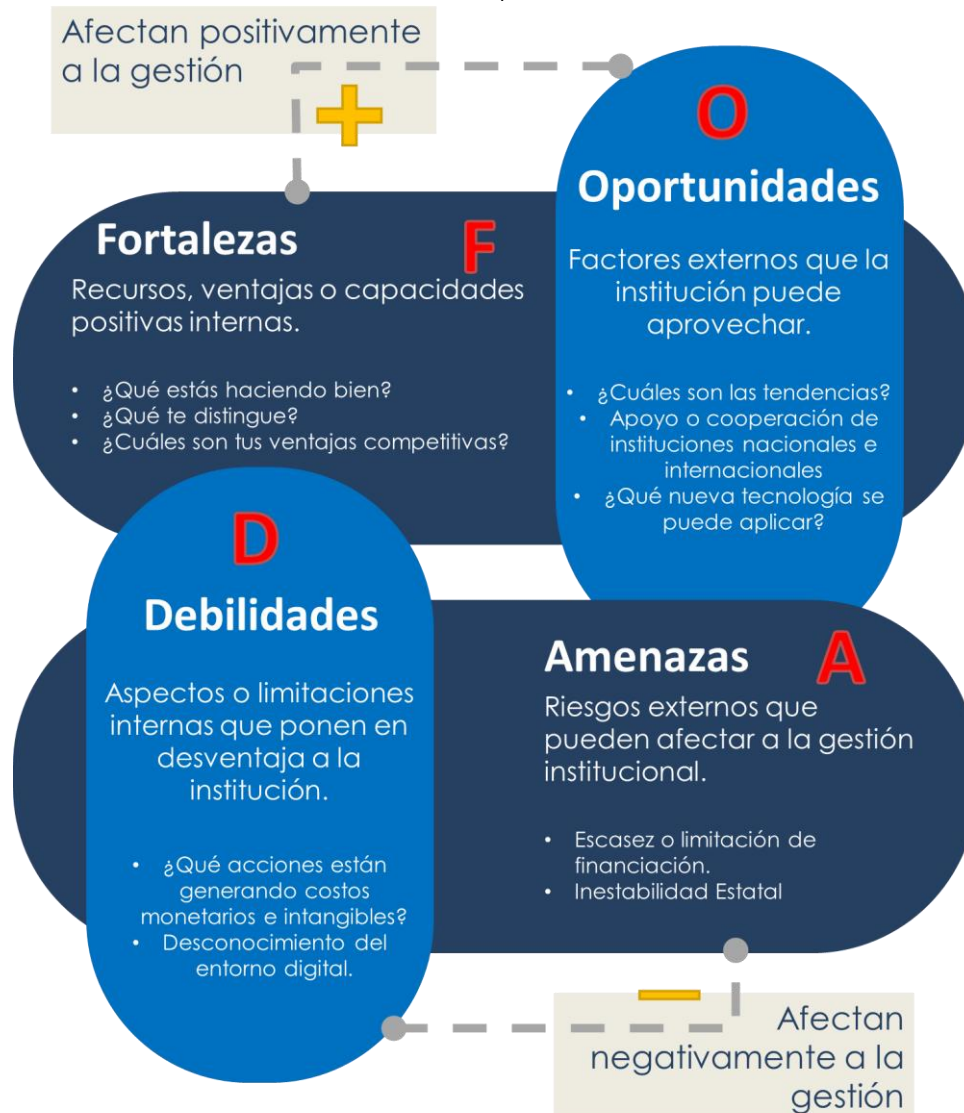 Afectan positivamente
a la gestión
F
Fortalezas
Recursos, ventajas o capacidades
positivas internas.
• ¿Qué estás haciendo bien?
• ¿Qué te distingue?
• ¿Cuáles son tus ventajas competitivas?
O
Oportunidades
Factores externos que la
institución puede
aprovechar.
• ¿Cuáles son las tendencias?
• Apoyo o cooperación de
instituciones nacionales e
internacionales
• ¿Qué nueva tecnología se
puede aplicar?
D
Debilidades
Aspectos o limitaciones
internas que ponen en
desventaja a la
institución.
• ¿Qué acciones están
generando costos
monetarios e intangibles?
• Desconocimiento del
entorno digital.
A
Amenazas
Riesgos externos que
pueden afectar a la gestión
institucional.
• Escasez o limitación de
financiación.
• Inestabilidad Estatal
Afectan
negativamente a la
gestión